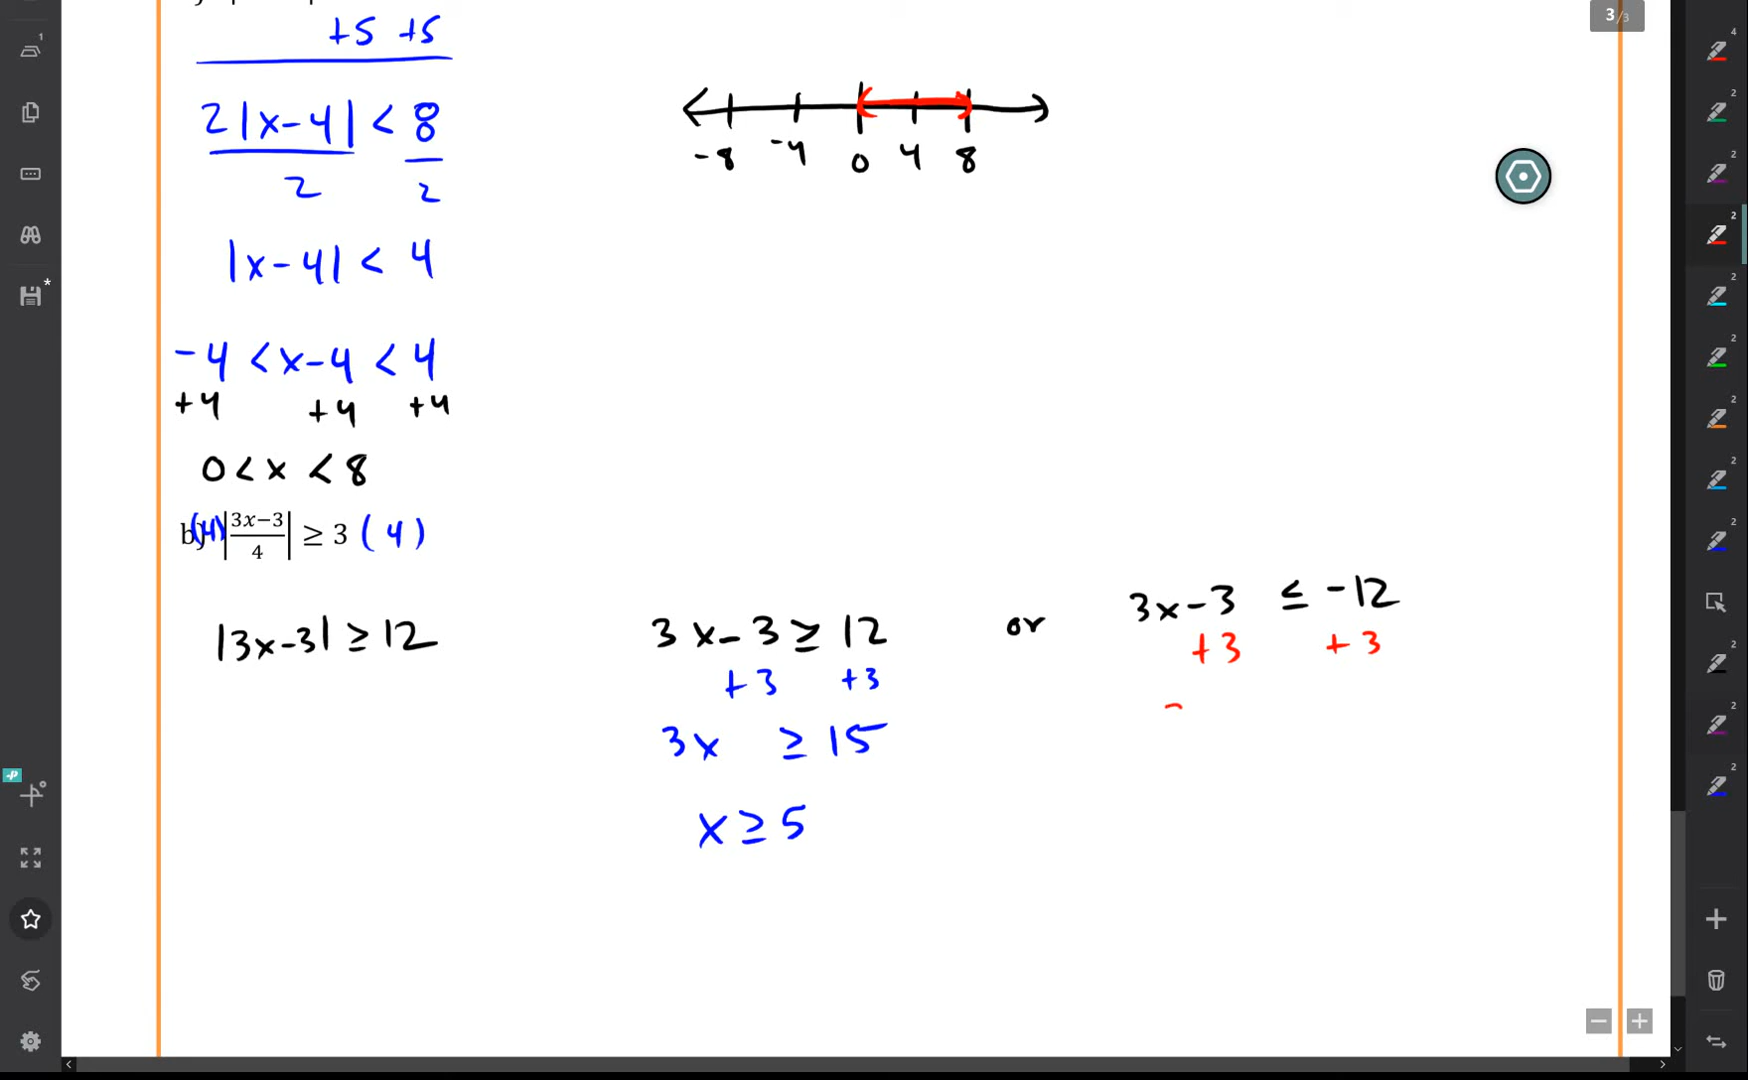 3/3
+5 +5
2|x-4| < 8
2 2
|x-4| < 4
-4 < x-4 < 4
+4 +4 +4
0 < x < 8
-8 -4 0 4 8
b) (4) |3x−3/4| ≥ 3 (4)
|3x-3| ≥ 12
3x-3 ≥ 12 or 3x-3 ≤ -12
+3 +3 +3 +3
3x ≥ 15
x ≥ 5